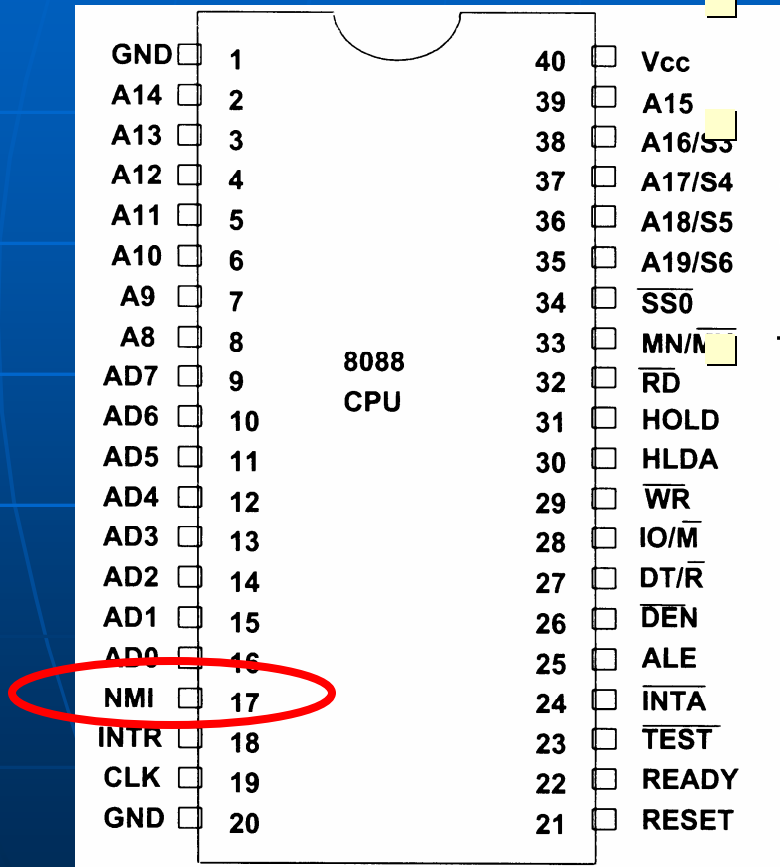 GND 1 40 Vcc
A14 2 39 A15
A13 3 38 A16/S3
A12 4 37 A17/S4
A11 5 36 A18/S5
A10 6 35 A19/S6
A9 7 34 SS0
A8 8 33
8088
AD7 9 32 RD
CPU
AD6 10 31 HOLD
AD5 11 30 HLDA
AD4 12 29 WR
AD3 13 28 IO/M
AD2 14 27 DT/R
AD1 15 26 DEN
AD0 16 25 ALE
NMI 17 24 INTA
INTR 18 23 TEST
CLK 19 22 READY
GND 20 21 RESET